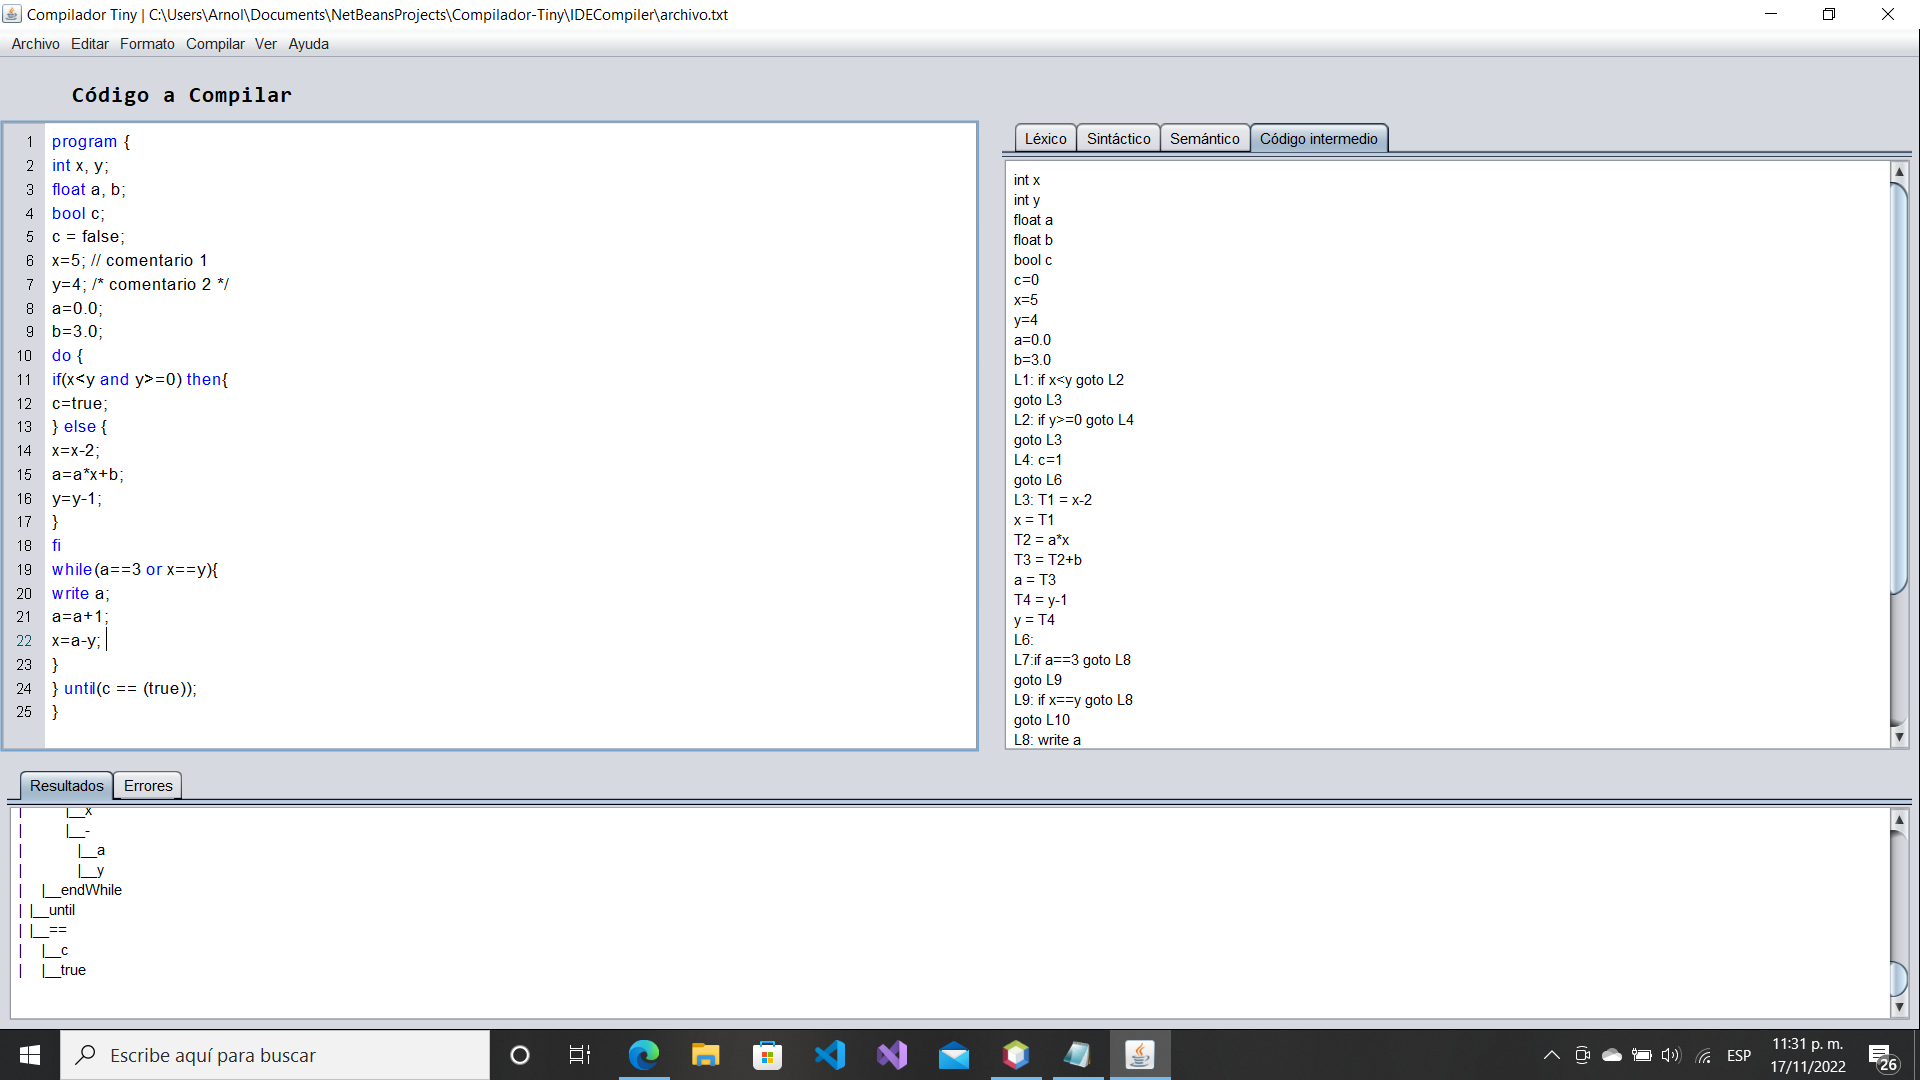 Compilador Tiny | C:\Users\Arnol\Documents\NetBeansProjects\Compilador-Tiny\IDECompiler\archivo.txt
Archivo Editar Formato Compilar Ver Ayuda
Código a Compilar
1 program {
2 int x, y;
3 float a, b;
4 bool c;
5 c = false;
6 x=5; // comentario 1
7 y=4; /* comentario 2 */
8 a=0.0;
9 b=3.0;
10 do {
11 if(x<y and y>=0) then{
12 c=true;
13 } else {
14 x=x-2;
15 a=a*x+b;
16 y=y-1;
17 }
18 fi
19 while(a==3 or x==y){
20 write a;
21 a=a+1;
22 x=a-y;
23 }
24 } until(c == (true));
25 }
Léxico Sintáctico Semántico Código intermedio
int x
int y
float a
float b
bool c
c=0
x=5
y=4
a=0.0
b=3.0
L1: if x<y goto L2
goto L3
L2: if y>=0 goto L4
goto L3
L4: c=1
goto L6
L3: T1 = x-2
x = T1
T2 = a*x
T3 = T2+b
a = T3
T4 = y-1
y = T4
L6:
L7:if a==3 goto L8
goto L9
L9: if x==y goto L8
goto L10
L8: write a
Resultados Errores
| |__x
| |__-
| |__a
| |__y
| |__endWhile
| |__until
| |__==
| |__c
| |__true
Escribe aquí para buscar
ESP
11:31 p. m.
17/11/2022
26